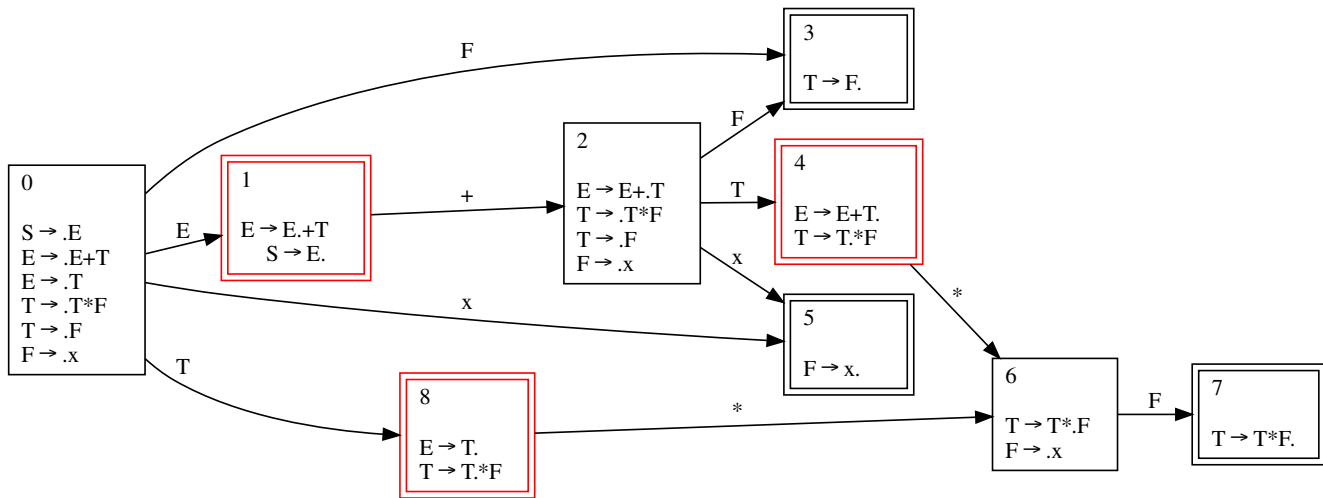 0
S → .E
E → .E+T
E → .T
T → .T*F
T → .F
F → .x
F
E
x
T
1
E → E.+T
S → E.
+
2
E → E+.T
T → .T*F
T → .F
F → .x
F
T
x
3
T → F.
4
E → E+T.
T → T.*F
*
5
F → x.
8
E → T.
T → T.*F
*
6
T → T*.F
F → .x
F
7
T → T*F.